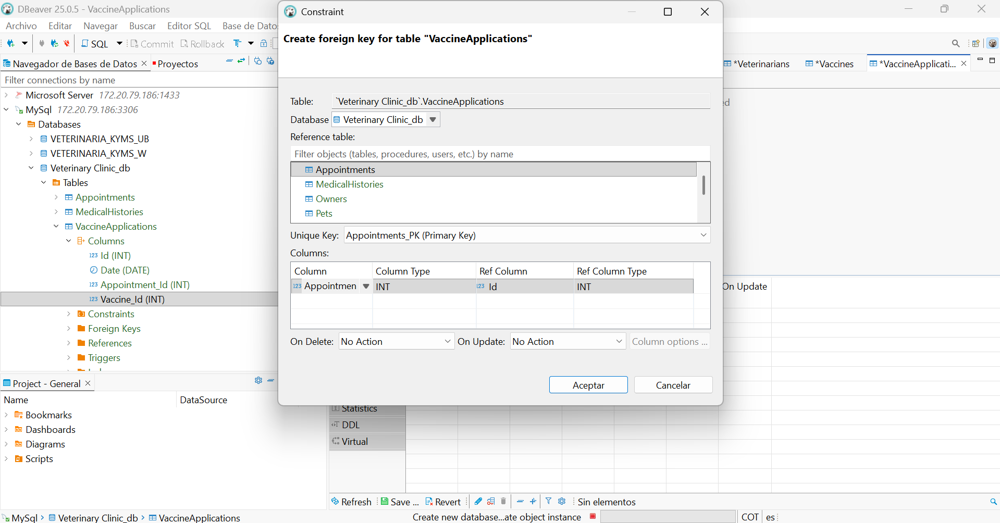 DBeaver 25.0.5 - VaccineApplications
Archivo Editar Navegar Buscar Editor SQL Base de Dato
SQL Commit Rollback
Navegador de Bases de Datos Proyectos
Filter connections by name
Microsoft Server 172.20.79.186:1433
MySql 172.20.79.186:3306
Databases
VETERINARIA_KYMS_UB
VETERINARIA_KYMS_W
Veterinary Clinic_db
Tables
Appointments
MedicalHistories
VaccineApplications
Columns
123 Id (INT)
Date (DATE)
123 Appointment_Id (INT)
123 Vaccine_Id (INT)
Constraints
Foreign Keys
References
Triggers
Project - General
Name DataSource
Bookmarks
Dashboards
Diagrams
Scripts
Constraint
Create foreign key for table "VaccineApplications"
Table: `Veterinary Clinic_db`.VaccineApplications
Database Veterinary Clinic_db
Reference table:
Filter objects (tables, procedures, users, etc.) by name
Appointments
MedicalHistories
Owners
Pets
Unique Key: Appointments_PK (Primary Key)
Columns:
Column Column Type Ref Column Ref Column Type
123 Appointmen INT 123 Id INT
On Delete: No Action On Update: No Action Column options ...
Aceptar Cancelar
*Veterinarians *Vaccines *VaccineApplicati...
ed
On Update
Statistics
DDL
Virtual
Refresh Save ... Revert Sin elementos
MySql Veterinary Clinic_db VaccineApplications Create new database...ate object instance COT es